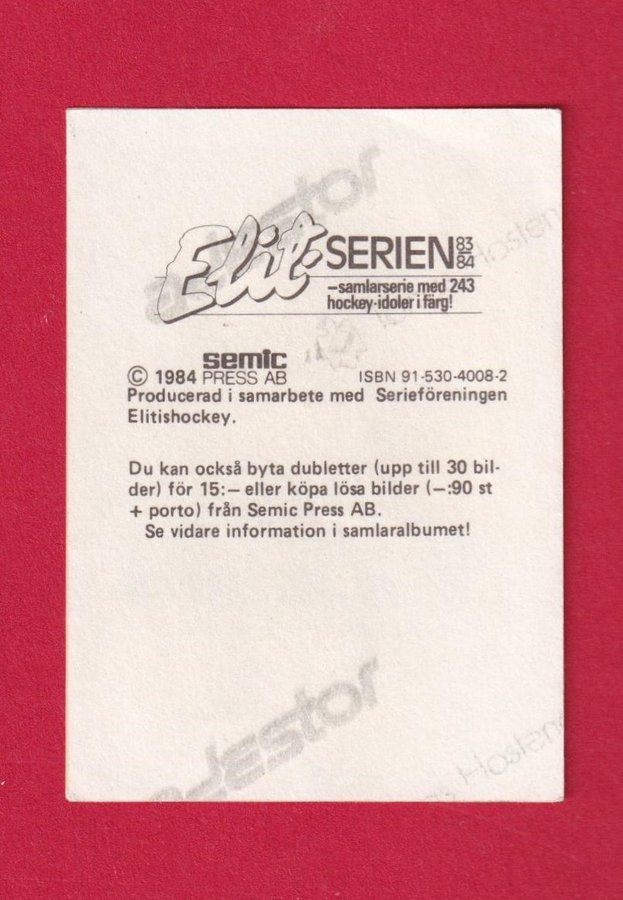 adestor
Elit-SERIEN 83/84
–samlarserie med 243
hockey-idoler i färg!
semic
© 1984 PRESS AB ISBN 91-530-4008-2
Producerad i samarbete med Serieföreningen
Elitishockey.
Du kan också byta dubletter (upp till 30 bil-
der) för 15:– eller köpa lösa bilder (–:90 st
+ porto) från Semic Press AB.
Se vidare information i samlaralbumet!
adestor